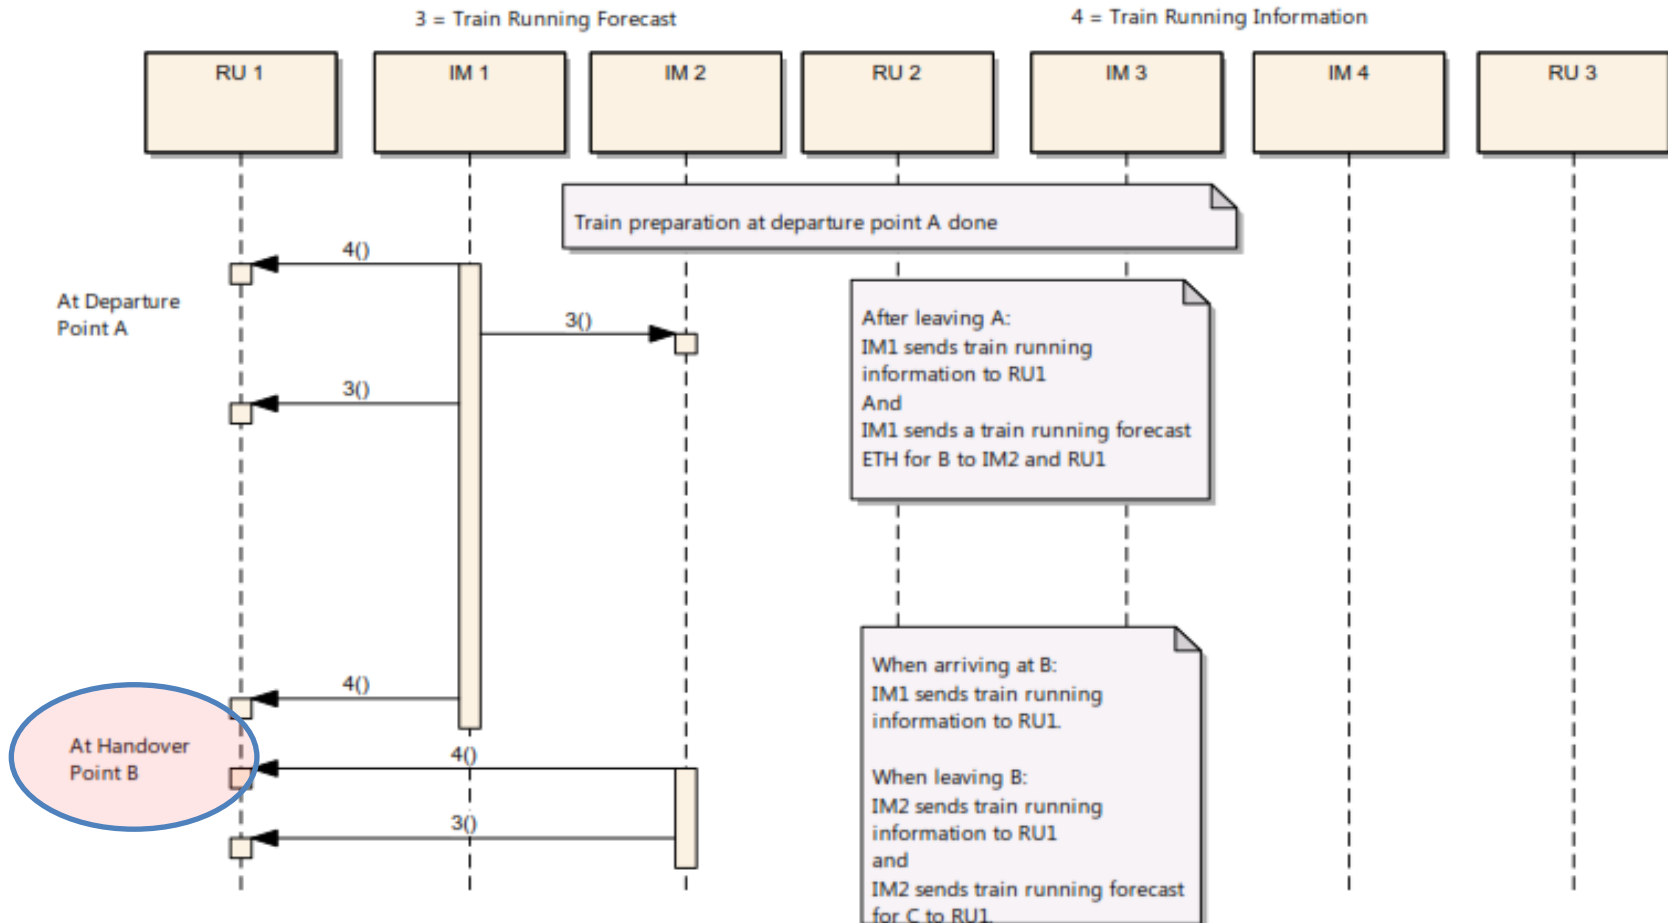 3 = Train Running Forecast
4 = Train Running Information
RU 1
IM 1
IM 2
RU 2
IM 3
IM 4
RU 3
Train preparation at departure point A done
4()
At Departure
Point A
3()
3()
After leaving A:
IM1 sends train running
information to RU1
And
IM1 sends a train running forecast
ETH for B to IM2 and RU1
4()
At Handover
Point B
4()
3()
When arriving at B:
IM1 sends train running
information to RU1.
When leaving B:
IM2 sends train running
information to RU1
and
IM2 sends train running forecast
for C to RU1.